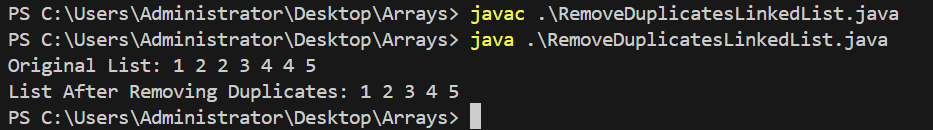 PS C:\Users\Administrator\Desktop\Arrays> javac .\RemoveDuplicatesLinkedList.java
PS C:\Users\Administrator\Desktop\Arrays> java .\RemoveDuplicatesLinkedList.java
Original List: 1 2 2 3 4 4 5
List After Removing Duplicates: 1 2 3 4 5
PS C:\Users\Administrator\Desktop\Arrays>